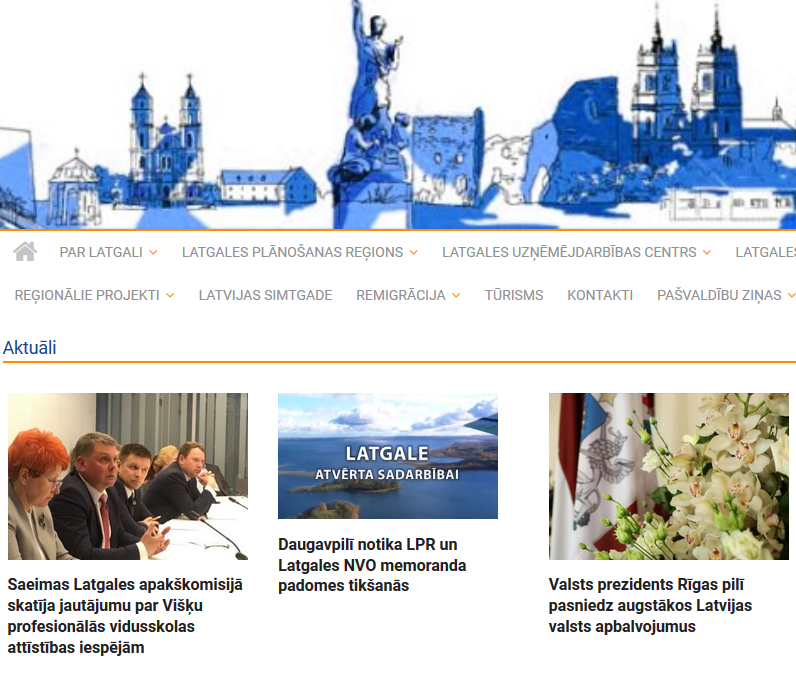 PAR LATGALI LATGALES PLĀNOŠANAS REĢIONS LATGALES UZŅĒMĒJDARBĪBAS CENTRS LATGALES
REĢIONĀLIE PROJEKTI LATVIJAS SIMTGADE REMIGRĀCIJA TŪRISMS KONTAKTI PAŠVALDĪBU ZIŅAS
Aktuāli
LATGALE
ATVĒRTA SADARBĪBAI
Saeimas Latgales apakškomisijā
skatīja jautājumu par Višķu
profesionālās vidusskolas
attīstības iespējām
Daugavpilī notika LPR un
Latgales NVO memoranda
padomes tikšanās
Valsts prezidents Rīgas pilī
pasniedz augstākos Latvijas
valsts apbalvojumus